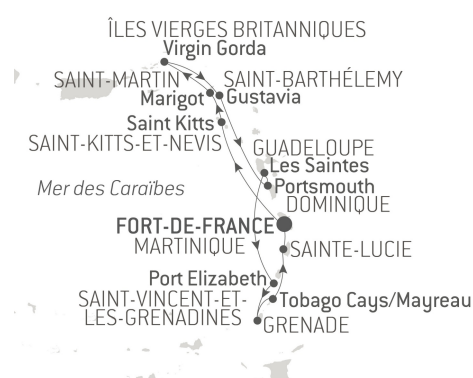 ÎLES VIERGES BRITANNIQUES
Virgin Gorda
SAINT-MARTIN
SAINT-BARTHÉLEMY
Marigot
Gustavia
Saint Kitts
SAINT-KITTS-ET-NEVIS
GUADELOUPE
Les Saintes
Mer des Caraïbes
Portsmouth
DOMINIQUE
FORT-DE-FRANCE
MARTINIQUE
SAINTE-LUCIE
Port Elizabeth
SAINT-VINCENT-ET-
LES-GRENADINES
Tobago Cays/Mayreau
GRENADE